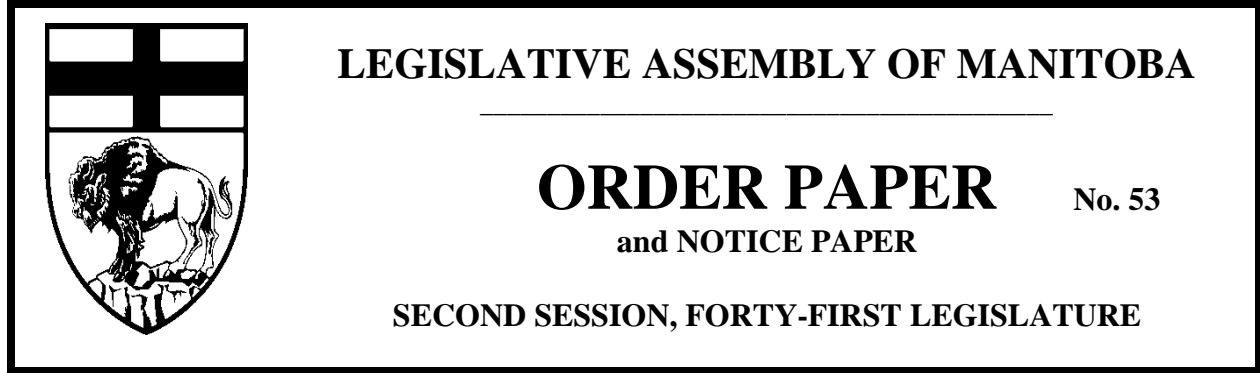 LEGISLATIVE ASSEMBLY OF MANITOBA
ORDER PAPER No. 53
and NOTICE PAPER
SECOND SESSION, FORTY-FIRST LEGISLATURE